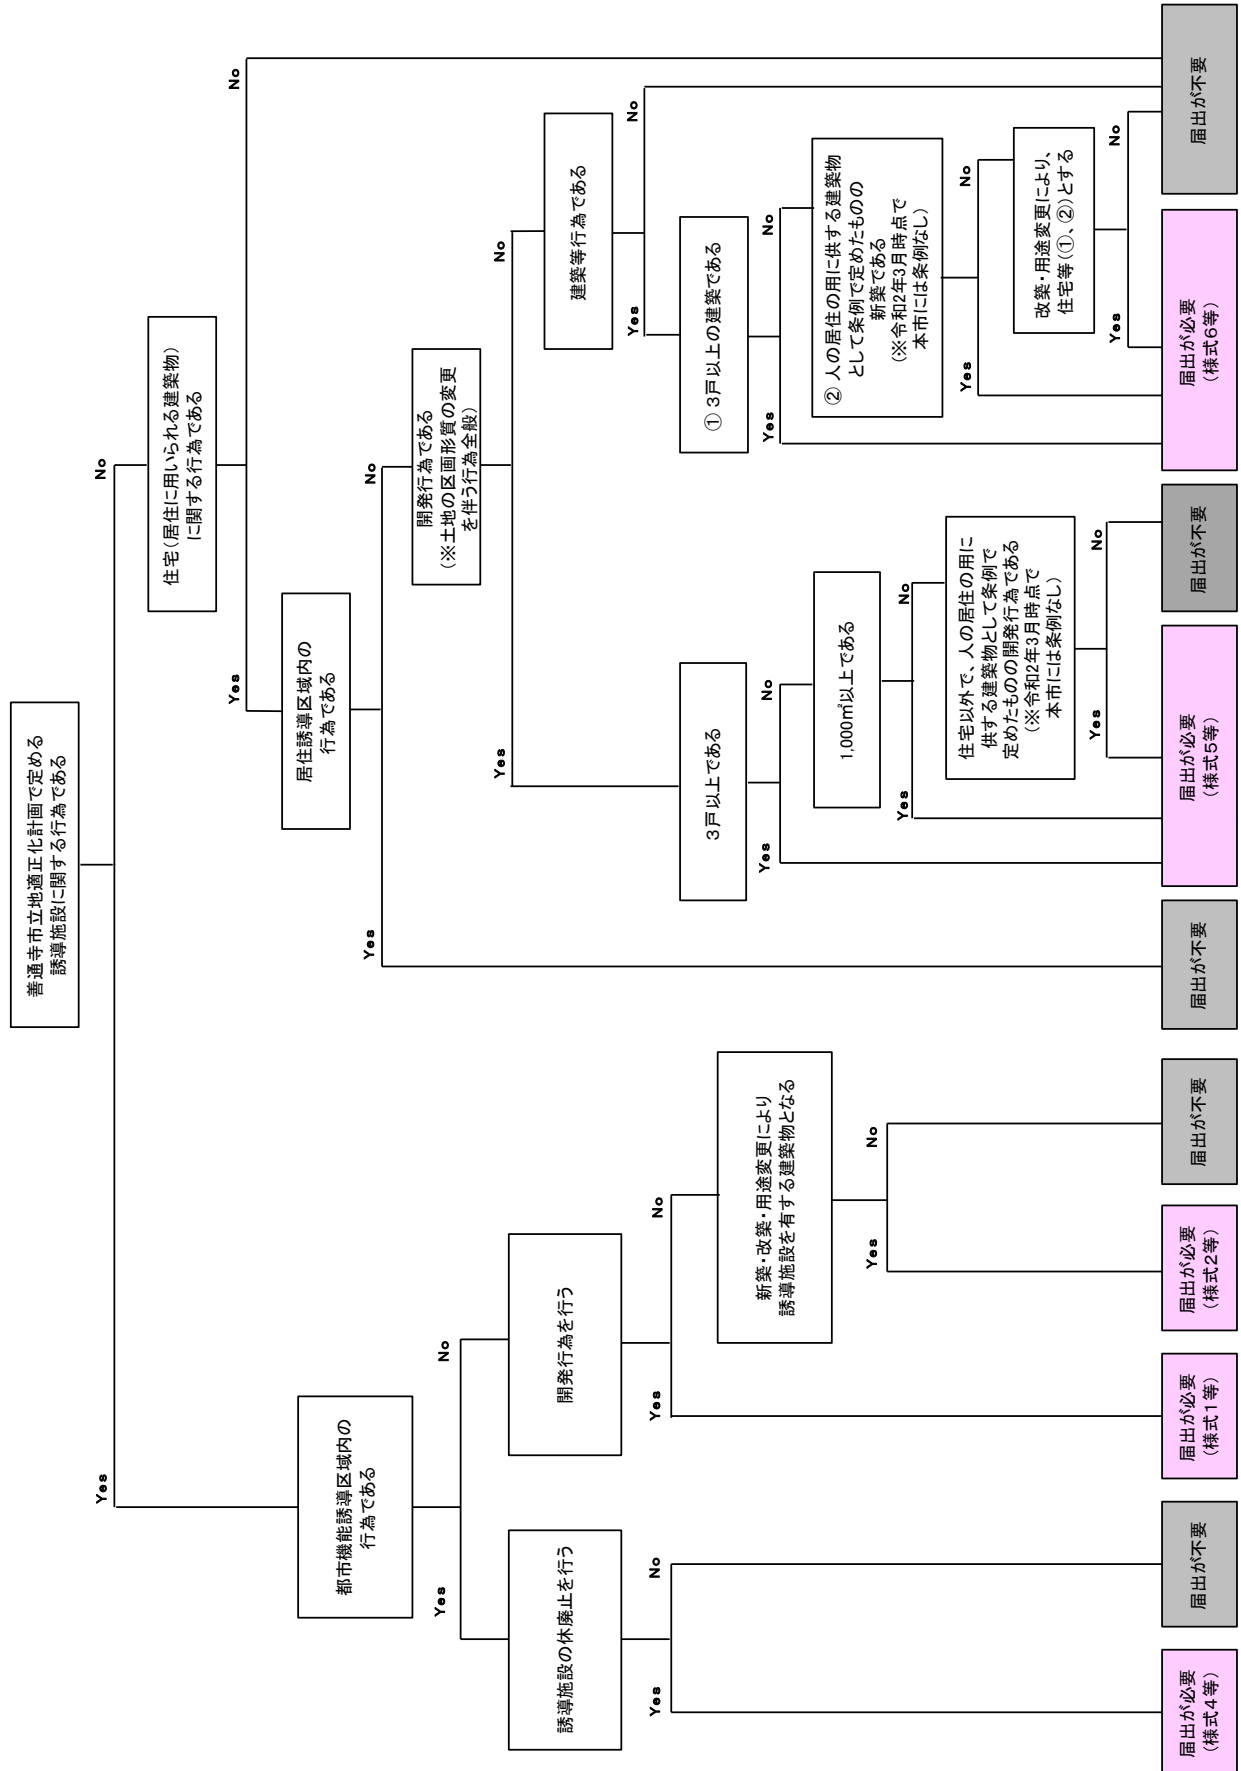 善通寺市立地適正化計画で定める
誘導施設に関する行為である
Yes
No
都市機能誘導区域内の
行為である
Yes
No
誘導施設の休廃止を行う
Yes
No
届出が必要
(様式4等)
届出が不要
開発行為を行う
Yes
No
届出が必要
(様式1等)
新築・改築・用途変更により
誘導施設を有する建築物となる
Yes
No
届出が必要
(様式2等)
届出が不要
住宅(居住に用いられる建築物)
に関する行為である
Yes
No
居住誘導区域内の
行為である
Yes
No
届出が不要
開発行為である
(※土地の区画形質の変更
を伴う行為全般)
Yes
No
3戸以上である
Yes
No
1,000㎡以上である
Yes
No
住宅以外で、人の居住の用に
供する建築物として条例で
定めたものの開発行為である
(※令和2年3月時点で
本市には条例なし)
Yes
No
届出が必要
(様式5等)
届出が不要
建築等行為である
Yes
No
① 3戸以上の建築である
Yes
No
② 人の居住の用に供する建築物
として条例で定めたものの
新築である
(※令和2年3月時点で
本市には条例なし)
Yes
No
改築・用途変更により、
住宅等(①、②)とする
Yes
No
届出が必要
(様式6等)
届出が不要